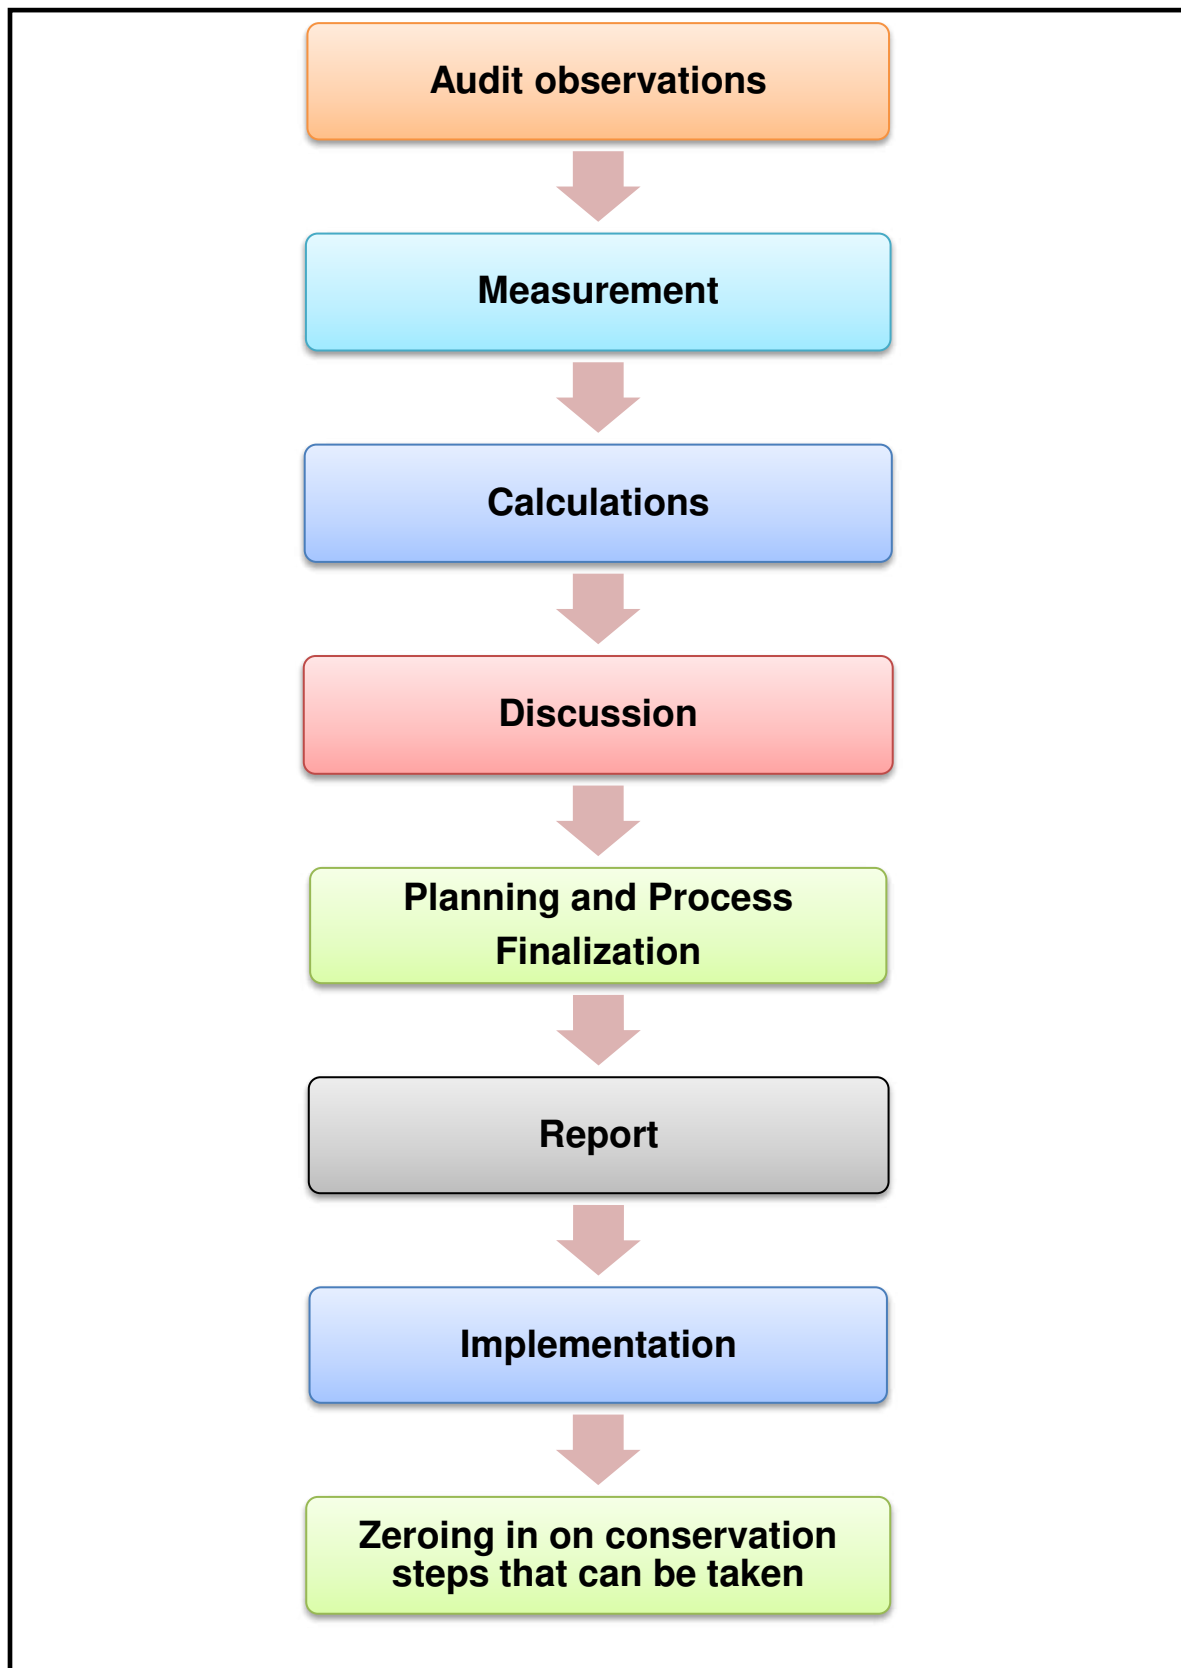 Audit observations
Measurement
Calculations
Discussion
Planning and Process
Finalization
Report
Implementation
Zeroing in on conservation
steps that can be taken